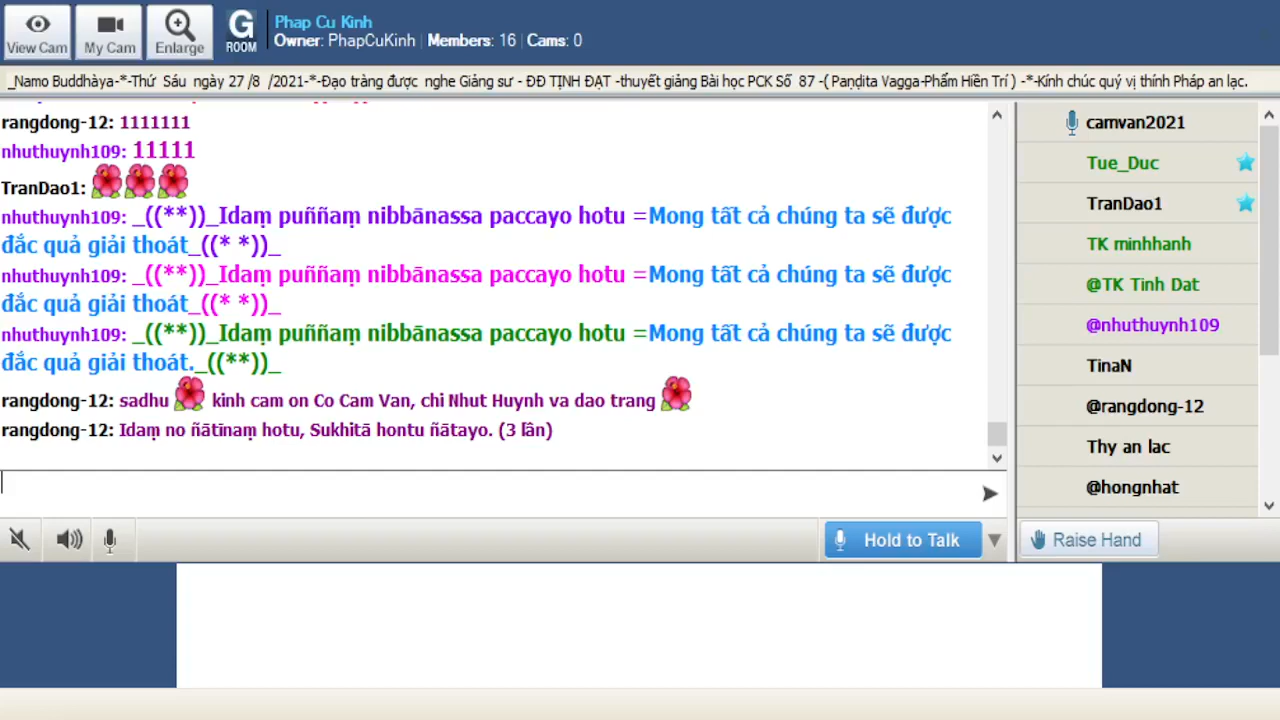 Phap Cu Kinh
Owner: PhapCuKinh | Members: 16 | Cams: 0
View Cam
My Cam
Enlarge
G ROOM
_Namo Buddhàya-*-Thứ Sáu ngày 27 /8 /2021-*-Đạo tràng được nghe Giảng sư - ĐĐ TỊNH ĐẠT -thuyết giảng Bài học PCK Số 87 -( Paṇḍita Vagga-Phẩm Hiền Trí ) -*-Kính chúc quý vị thính Pháp an lạc.
rangdong-12: 1111111
nhuthuynh109: 11111
TranDao1:
nhuthuynh109: _((**))_Idaṃ puññaṃ nibbānassa paccayo hotu =Mong tất cả chúng ta sẽ được
đắc quả giải thoát_((* *))_
nhuthuynh109: _((**))_Idaṃ puññaṃ nibbānassa paccayo hotu =Mong tất cả chúng ta sẽ được
đắc quả giải thoát_((* *))_
nhuthuynh109: _((**))_Idaṃ puññaṃ nibbānassa paccayo hotu =Mong tất cả chúng ta sẽ được
đắc quả giải thoát._((**))_
rangdong-12: sadhu kinh cam on Co Cam Van, chi Nhut Huynh va dao trang
rangdong-12: Idaṃ no ñātīnaṃ hotu, Sukhitā hontu ñātayo. (3 lần)
camvan2021
Tue_Duc
TranDao1
TK minhhanh
@TK Tinh Dat
@nhuthuynh109
TinaN
@rangdong-12
Thy an lac
@hongnhat
Hold to Talk
Raise Hand